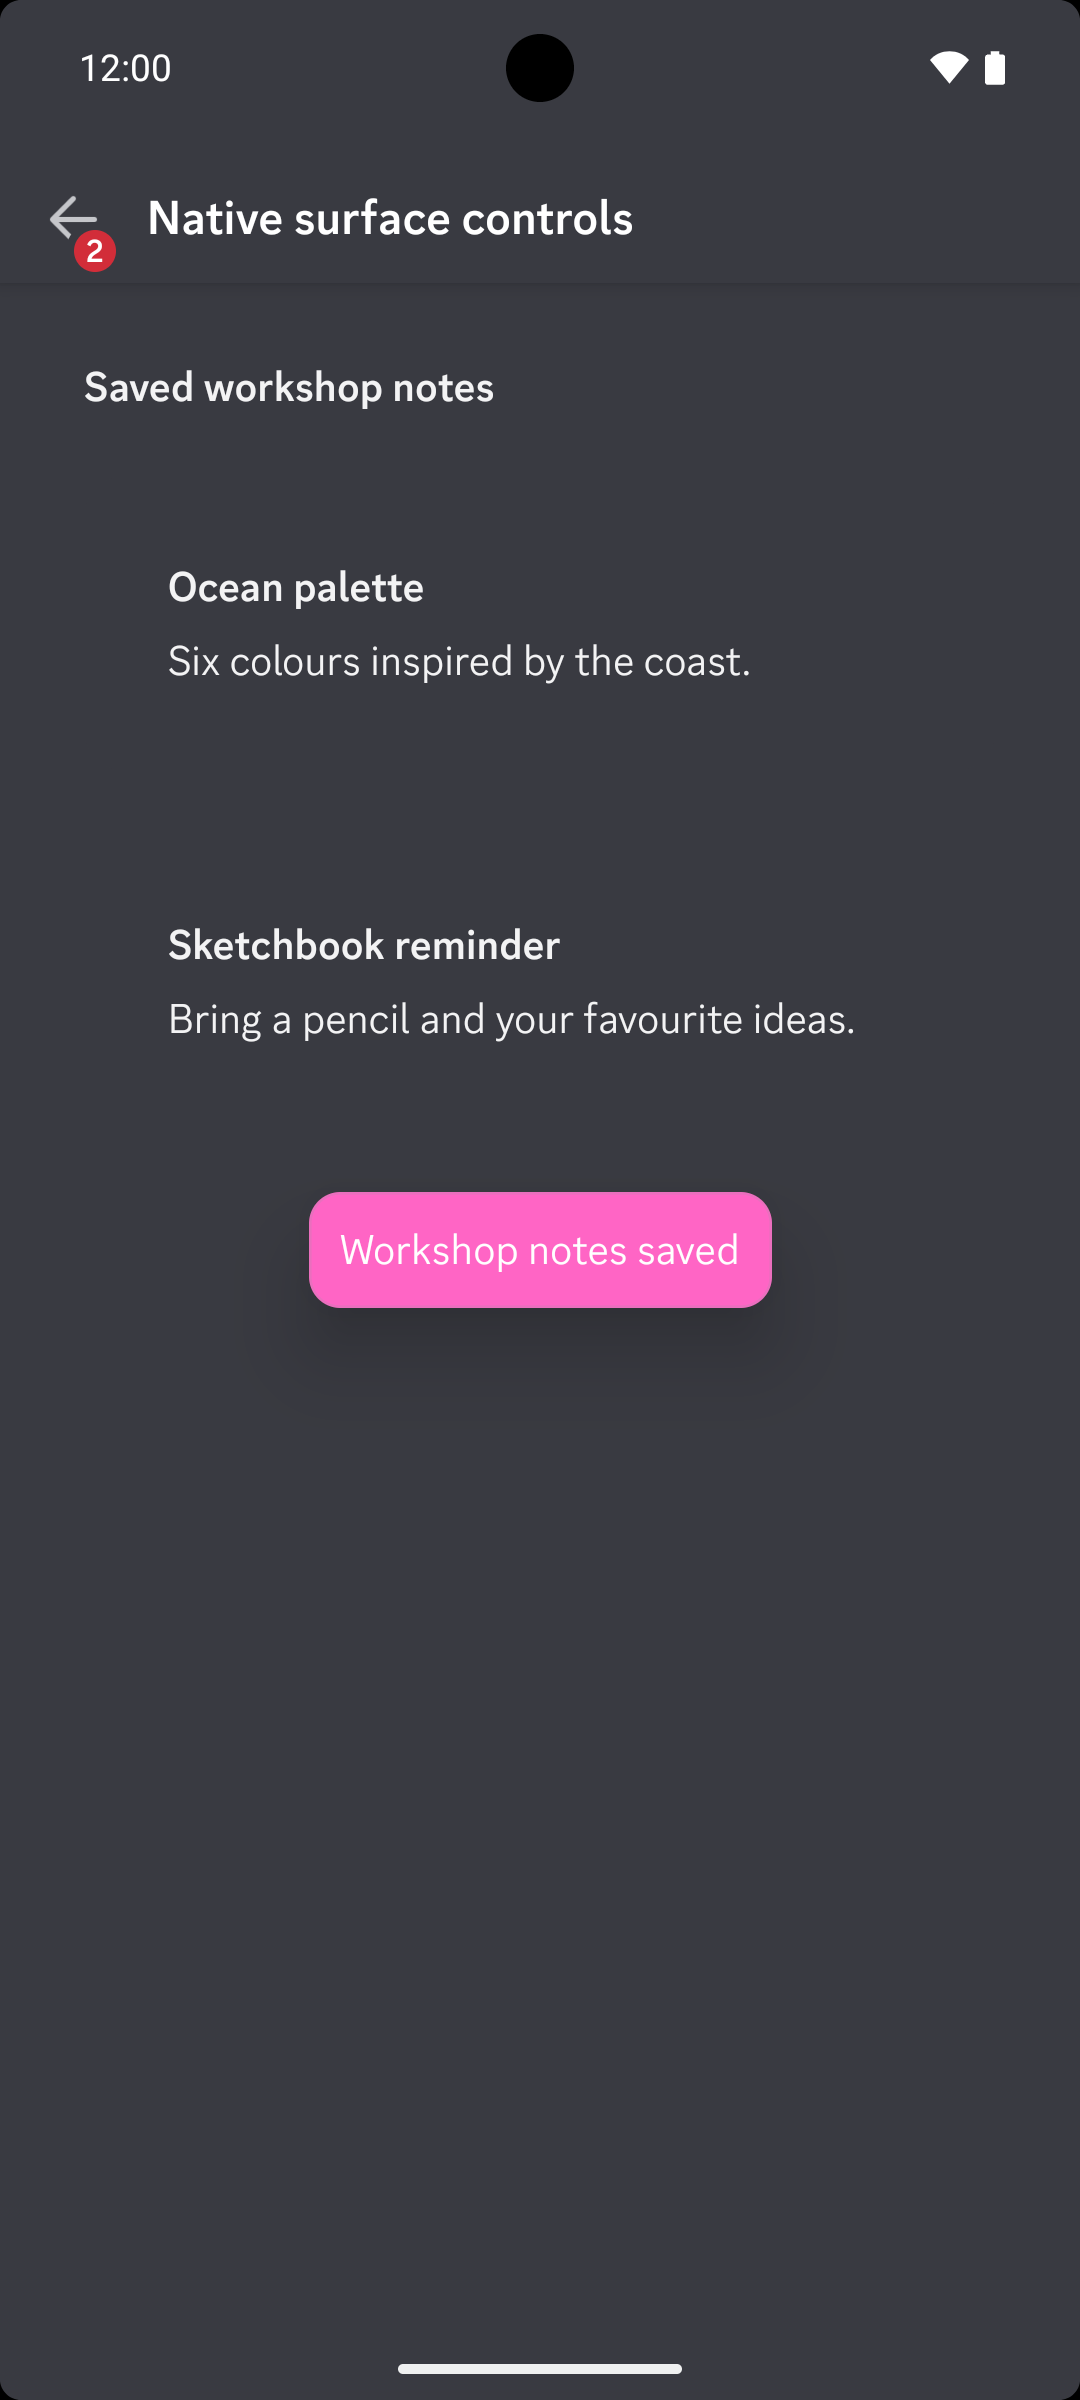 12:00
Native surface controls
2
Saved workshop notes
Ocean palette
Six colours inspired by the coast.
Sketchbook reminder
Bring a pencil and your favourite ideas.
Workshop notes saved